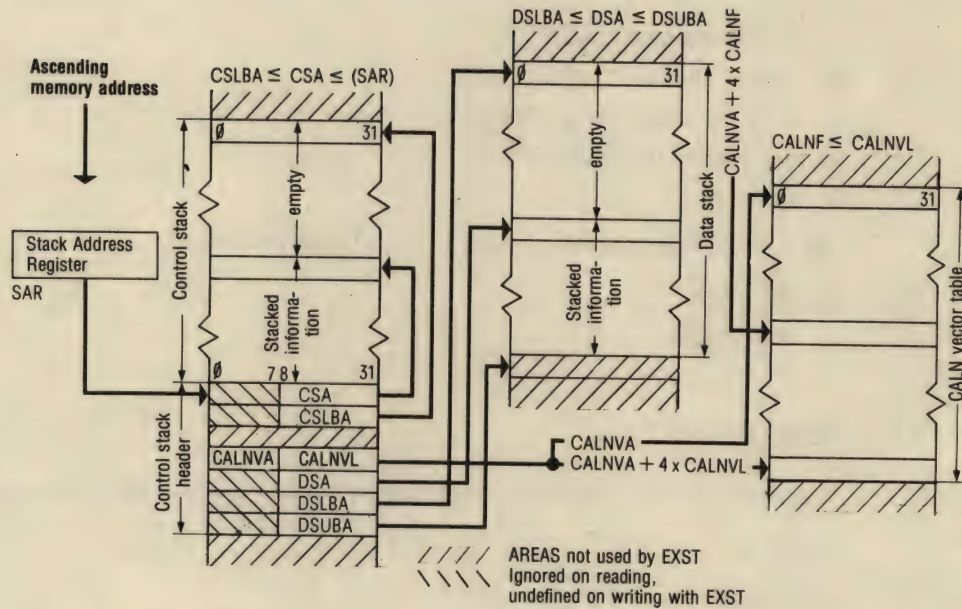 Ascending
memory address
Stack Address
Register
SAR
CSLBA ≤ CSA ≤ (SAR)
Control stack
Ø 31
empty
Stacked
informa-
tion
Ø 7 8 31
Control stack
header
CSA
CSLBA
CALNVA CALNVL
DSA
DSLBA
DSUBA
DSLBA ≤ DSA ≤ DSUBA
Ø 31
empty
Stacked
informa-
tion
Data stack
CALNVA + 4 x CALNF
CALNF ≤ CALNVL
Ø 31
CALN vector table
CALNVA
CALNVA + 4 x CALNVL
AREAS not used by EXST
Ignored on reading,
undefined on writing with EXST